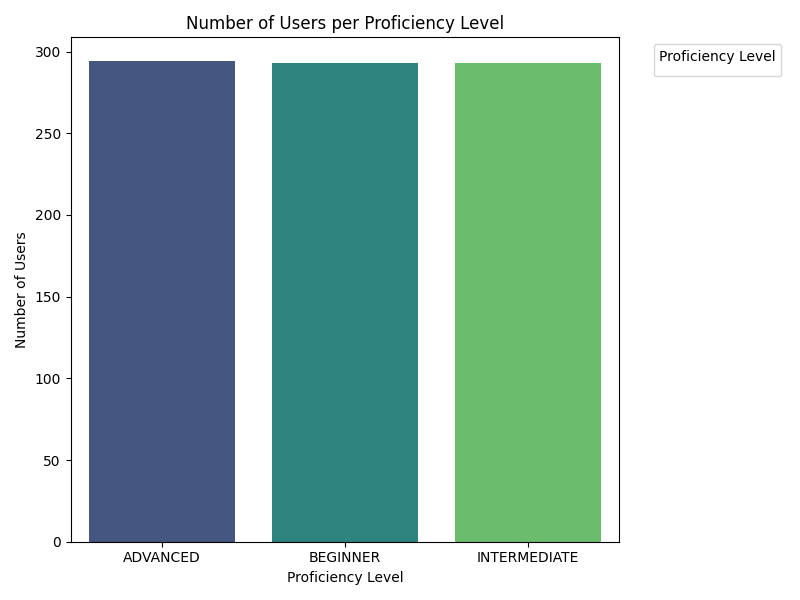 Number of Users per Proficiency Level
Proficiency Level
300
250
200
150
100
50
0
Number of Users
ADVANCED BEGINNER INTERMEDIATE
Proficiency Level